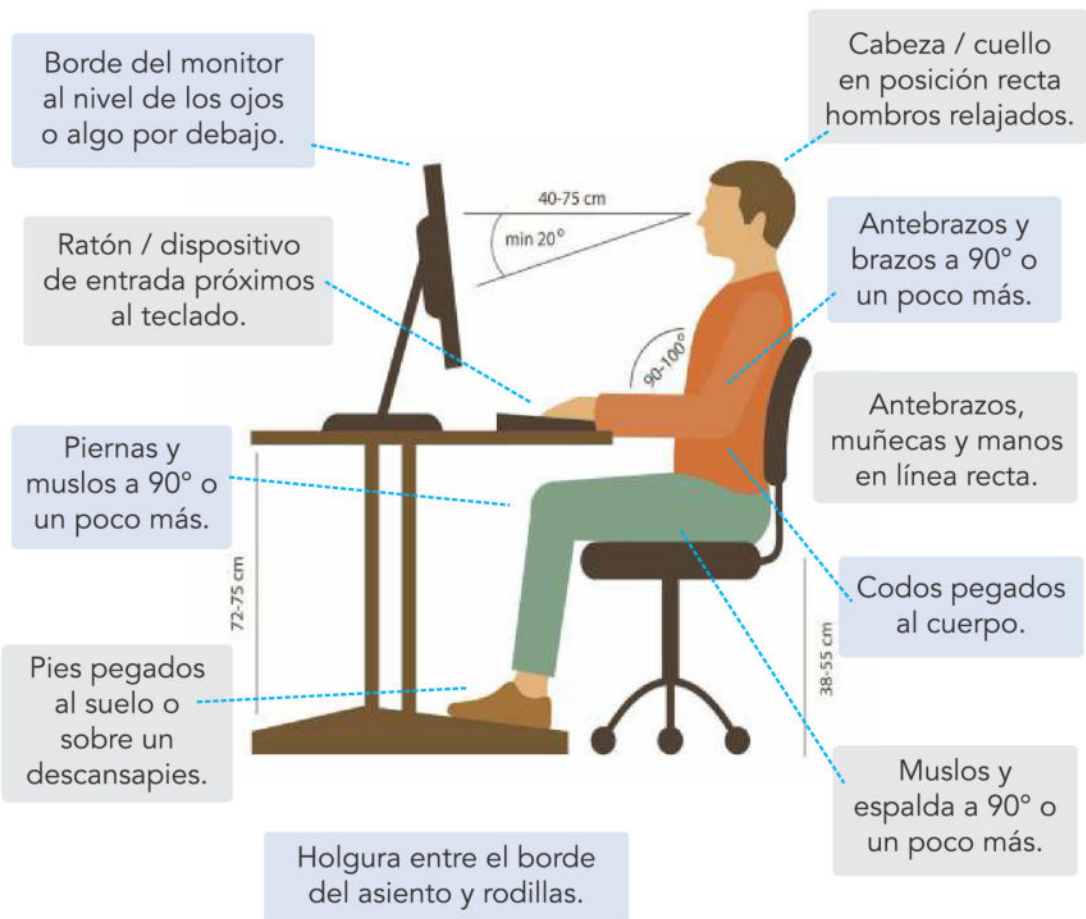 Borde del monitor
al nivel de los ojos
o algo por debajo.
Cabeza / cuello
en posición recta
hombros relajados.
40-75 cm
min 20°
Ratón / dispositivo
de entrada próximos
al teclado.
Antebrazos y
brazos a 90° o
un poco más.
90-100°
Antebrazos,
muñecas y manos
en línea recta.
Piernas y
muslos a 90° o
un poco más.
72-75 cm
Codos pegados
al cuerpo.
38-55 cm
Pies pegados
al suelo o
sobre un
descansapies.
Muslos y
espalda a 90° o
un poco más.
Holgura entre el borde
del asiento y rodillas.